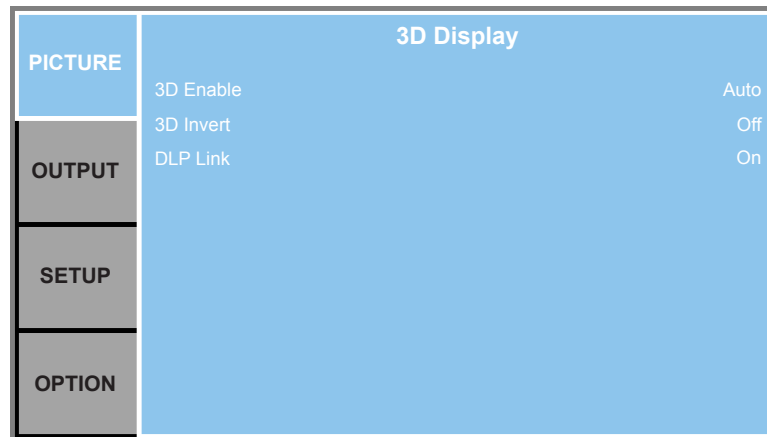 PICTURE
OUTPUT
SETUP
OPTION
3D Display
3D Enable Auto
3D Invert Off
DLP Link On